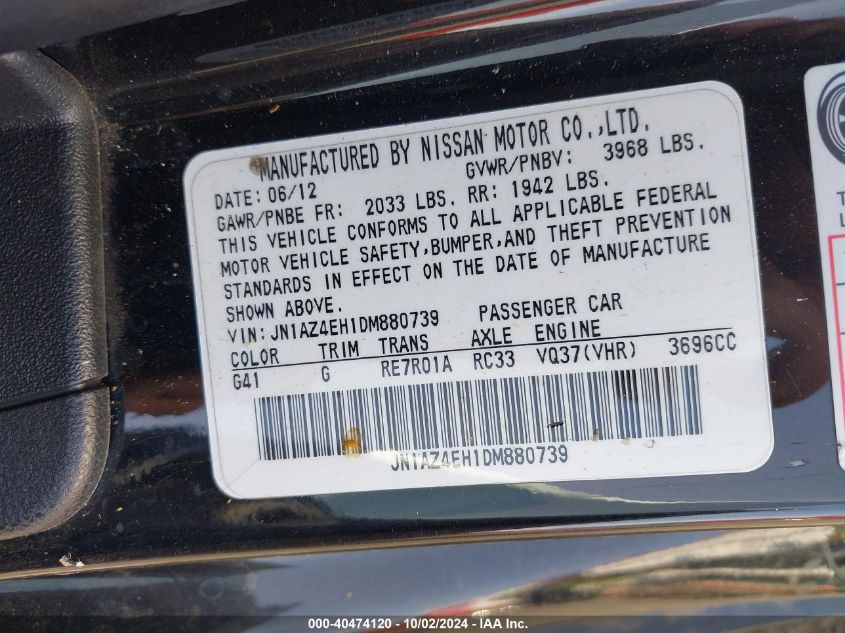 MANUFACTURED BY NISSAN MOTOR CO.,LTD.
DATE: 06/12 GVWR/PNBV: 3968 LBS.
GAWR/PNBE FR: 2033 LBS. RR: 1942 LBS.
THIS VEHICLE CONFORMS TO ALL APPLICABLE FEDERAL
MOTOR VEHICLE SAFETY,BUMPER,AND THEFT PREVENTION
STANDARDS IN EFFECT ON THE DATE OF MANUFACTURE
SHOWN ABOVE.
VIN:JN1AZ4EH1DM880739 PASSENGER CAR
COLOR TRIM TRANS AXLE ENGINE
G41 G RE7R01A RC33 VQ37(VHR) 3696CC
JN1AZ4EH1DM880739
000-40474120 - 10/02/2024 - IAA Inc.